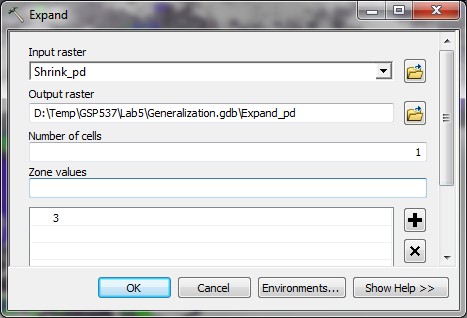 Expand
Input raster
Shrink_pd
Output raster
D:\Temp\GSP537\Lab5\Generalization.gdb\Expand_pd
Number of cells
1
Zone values
3
OK
Cancel
Environments...
Show Help >>